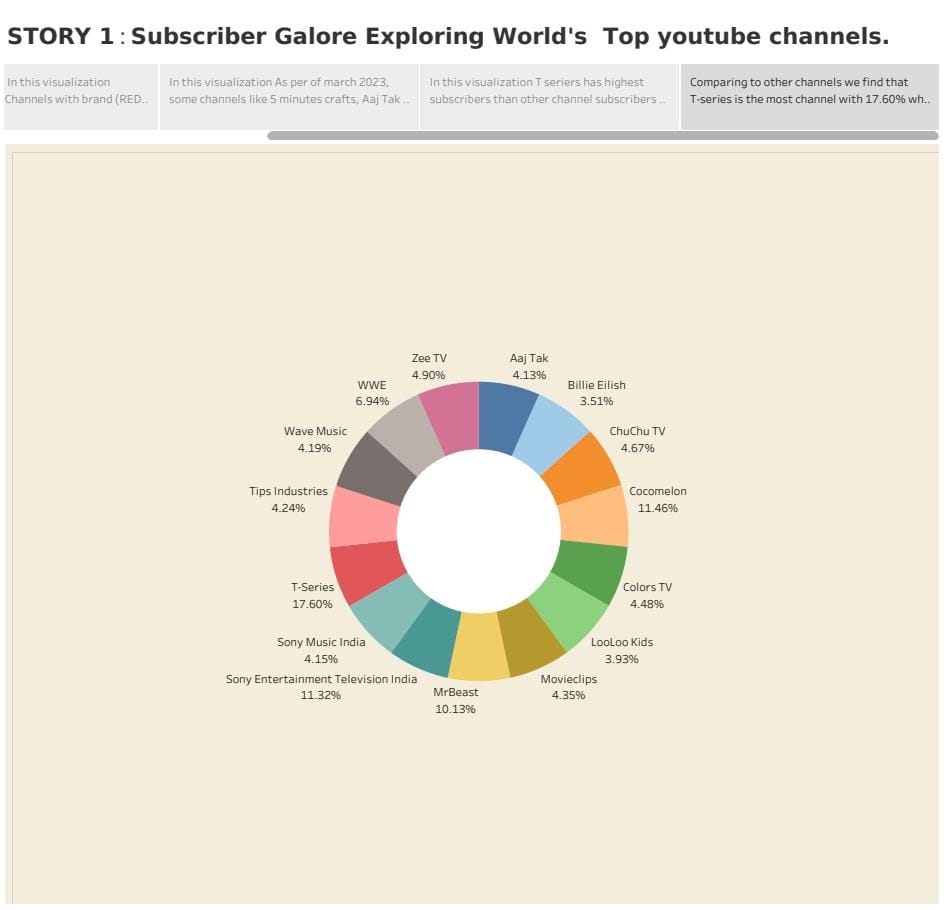 STORY 1 : Subscriber Galore Exploring World's Top youtube channels.
In this visualization
Channels with brand (RED..
In this visualization As per of march 2023,
some channels like 5 minutes crafts, Aaj Tak ..
In this visualization T seriers has highest
subscribers than other channel subscribers ..
Comparing to other channels we find that
T-series is the most channel with 17.60% wh..
Zee TV
4.90%
Aaj Tak
4.13%
WWE
6.94%
Billie Eilish
3.51%
Wave Music
4.19%
ChuChu TV
4.67%
Tips Industries
4.24%
Cocomelon
11.46%
T-Series
17.60%
Colors TV
4.48%
Sony Music India
4.15%
LooLoo Kids
3.93%
Sony Entertainment Television India
11.32%
MrBeast
10.13%
Movieclips
4.35%